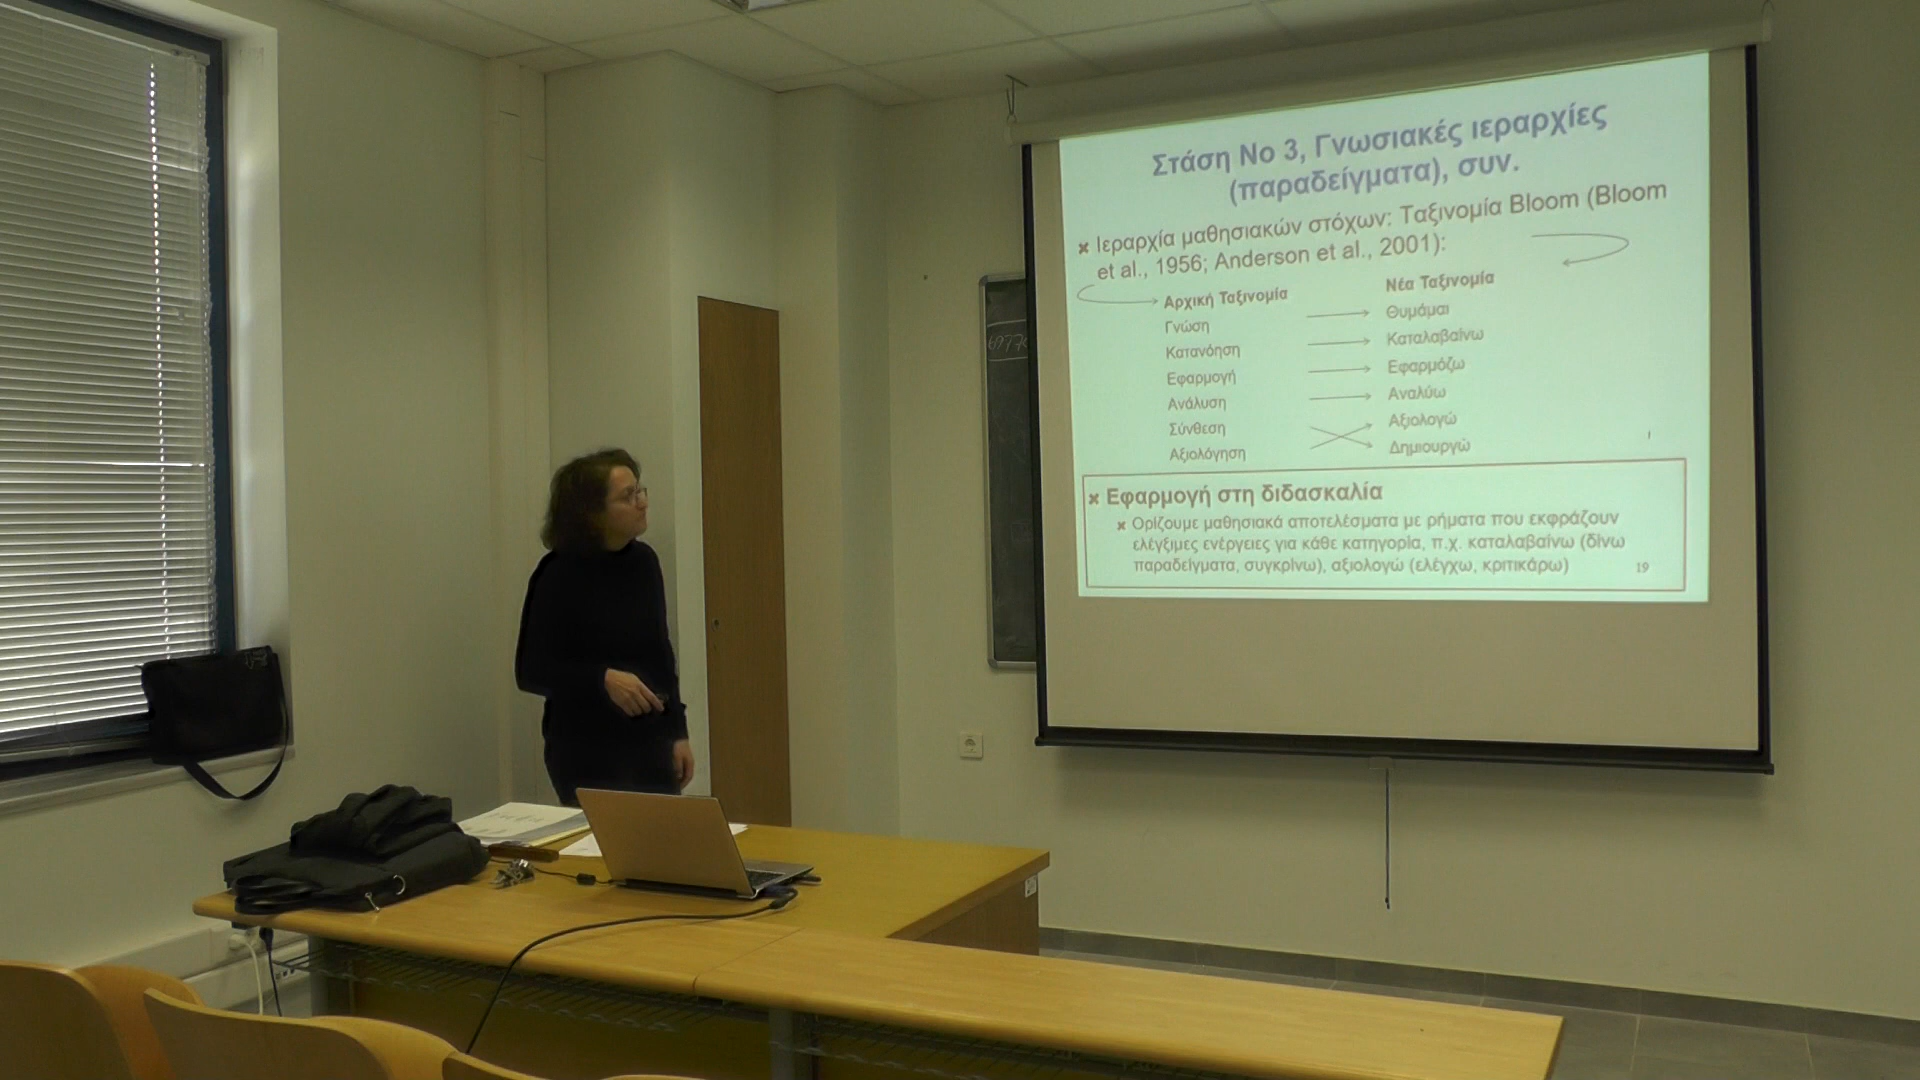 Στάση Νο 3, Γνωσιακές ιεραρχίες
(παραδείγματα), συν.
Ιεραρχία μαθησιακών στόχων: Ταξινομία Bloom (Bloom
et al., 1956; Anderson et al., 2001):
Αρχική Ταξινομία Νέα Ταξινομία
Γνώση Θυμάμαι
Κατανόηση Καταλαβαίνω
Εφαρμογή Εφαρμόζω
Ανάλυση Αναλύω
Σύνθεση Αξιολογώ
Αξιολόγηση Δημιουργώ
Εφαρμογή στη διδασκαλία
Ορίζουμε μαθησιακά αποτελέσματα με ρήματα που εκφράζουν
ελέγξιμες ενέργειες για κάθε κατηγορία, π.χ. καταλαβαίνω (δίνω
παραδείγματα, συγκρίνω), αξιολογώ (ελέγχω, κριτικάρω)
19